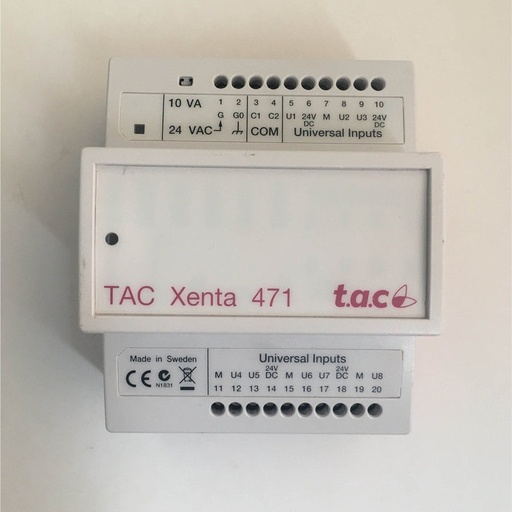 10 VA 1 2 3 4 5 6 7 8 9 10
G G0 C1 C2 U1 24V DC M U2 U3 24V DC
24 VAC COM Universal Inputs
TAC Xenta 471 t.a.c
Made in Sweden Universal Inputs
CE M U4 U5 24V DC M U6 U7 24V DC M U8
N1831 11 12 13 14 15 16 17 18 19 20